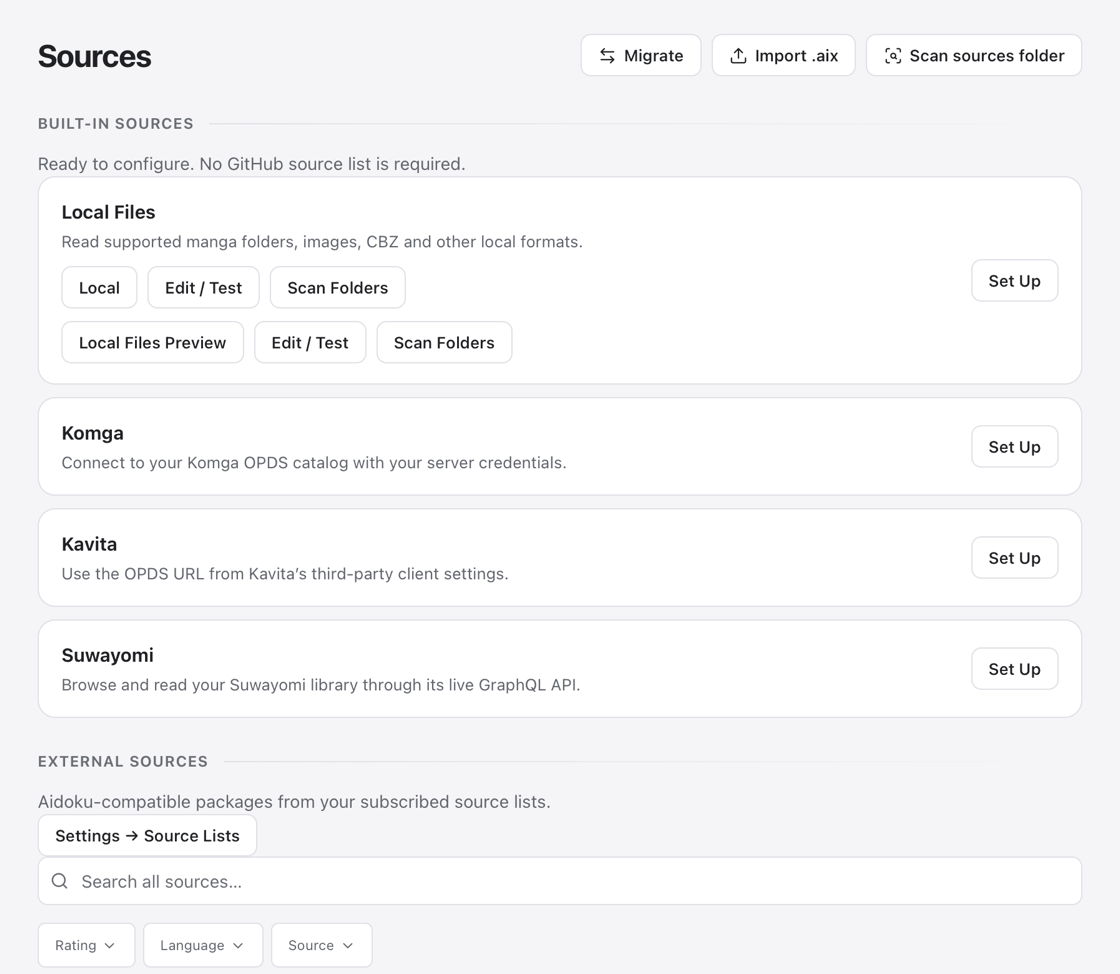 Sources
Migrate
Import .aix
Scan sources folder
BUILT-IN SOURCES
Ready to configure. No GitHub source list is required.
Local Files
Read supported manga folders, images, CBZ and other local formats.
Local
Edit / Test
Scan Folders
Set Up
Local Files Preview
Edit / Test
Scan Folders
Komga
Connect to your Komga OPDS catalog with your server credentials.
Set Up
Kavita
Use the OPDS URL from Kavita’s third-party client settings.
Set Up
Suwayomi
Browse and read your Suwayomi library through its live GraphQL API.
Set Up
EXTERNAL SOURCES
Aidoku-compatible packages from your subscribed source lists.
Settings → Source Lists
Search all sources...
Rating
Language
Source